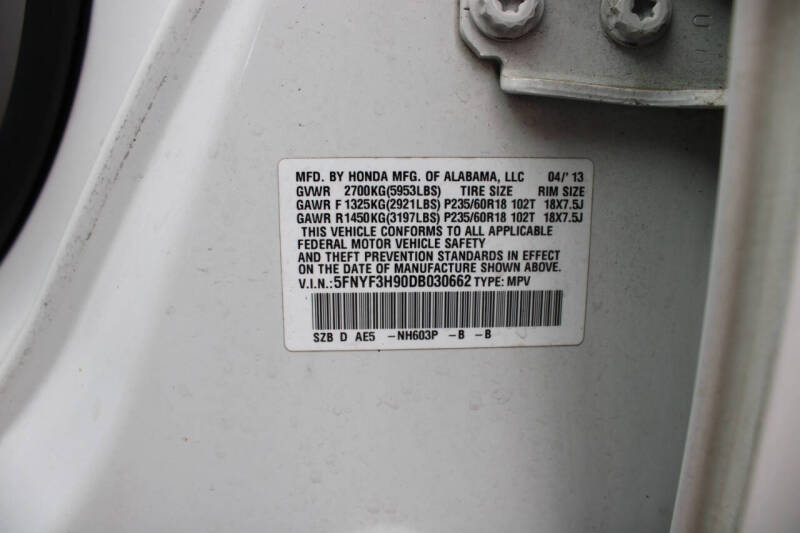 MFD. BY HONDA MFG. OF ALABAMA, LLC 04/'13
GVWR 2700KG(5953LBS) TIRE SIZE RIM SIZE
GAWR F 1325KG(2921LBS) P235/60R18 102T 18X7.5J
GAWR R1450KG(3197LBS) P235/60R18 102T 18X7.5J
THIS VEHICLE CONFORMS TO ALL APPLICABLE
FEDERAL MOTOR VEHICLE SAFETY
AND THEFT PREVENTION STANDARDS IN EFFECT
ON THE DATE OF MANUFACTURE SHOWN ABOVE.
V.I.N.:5FNYF3H90DB030662 TYPE: MPV
SZB D AE5 -NH603P -B -B